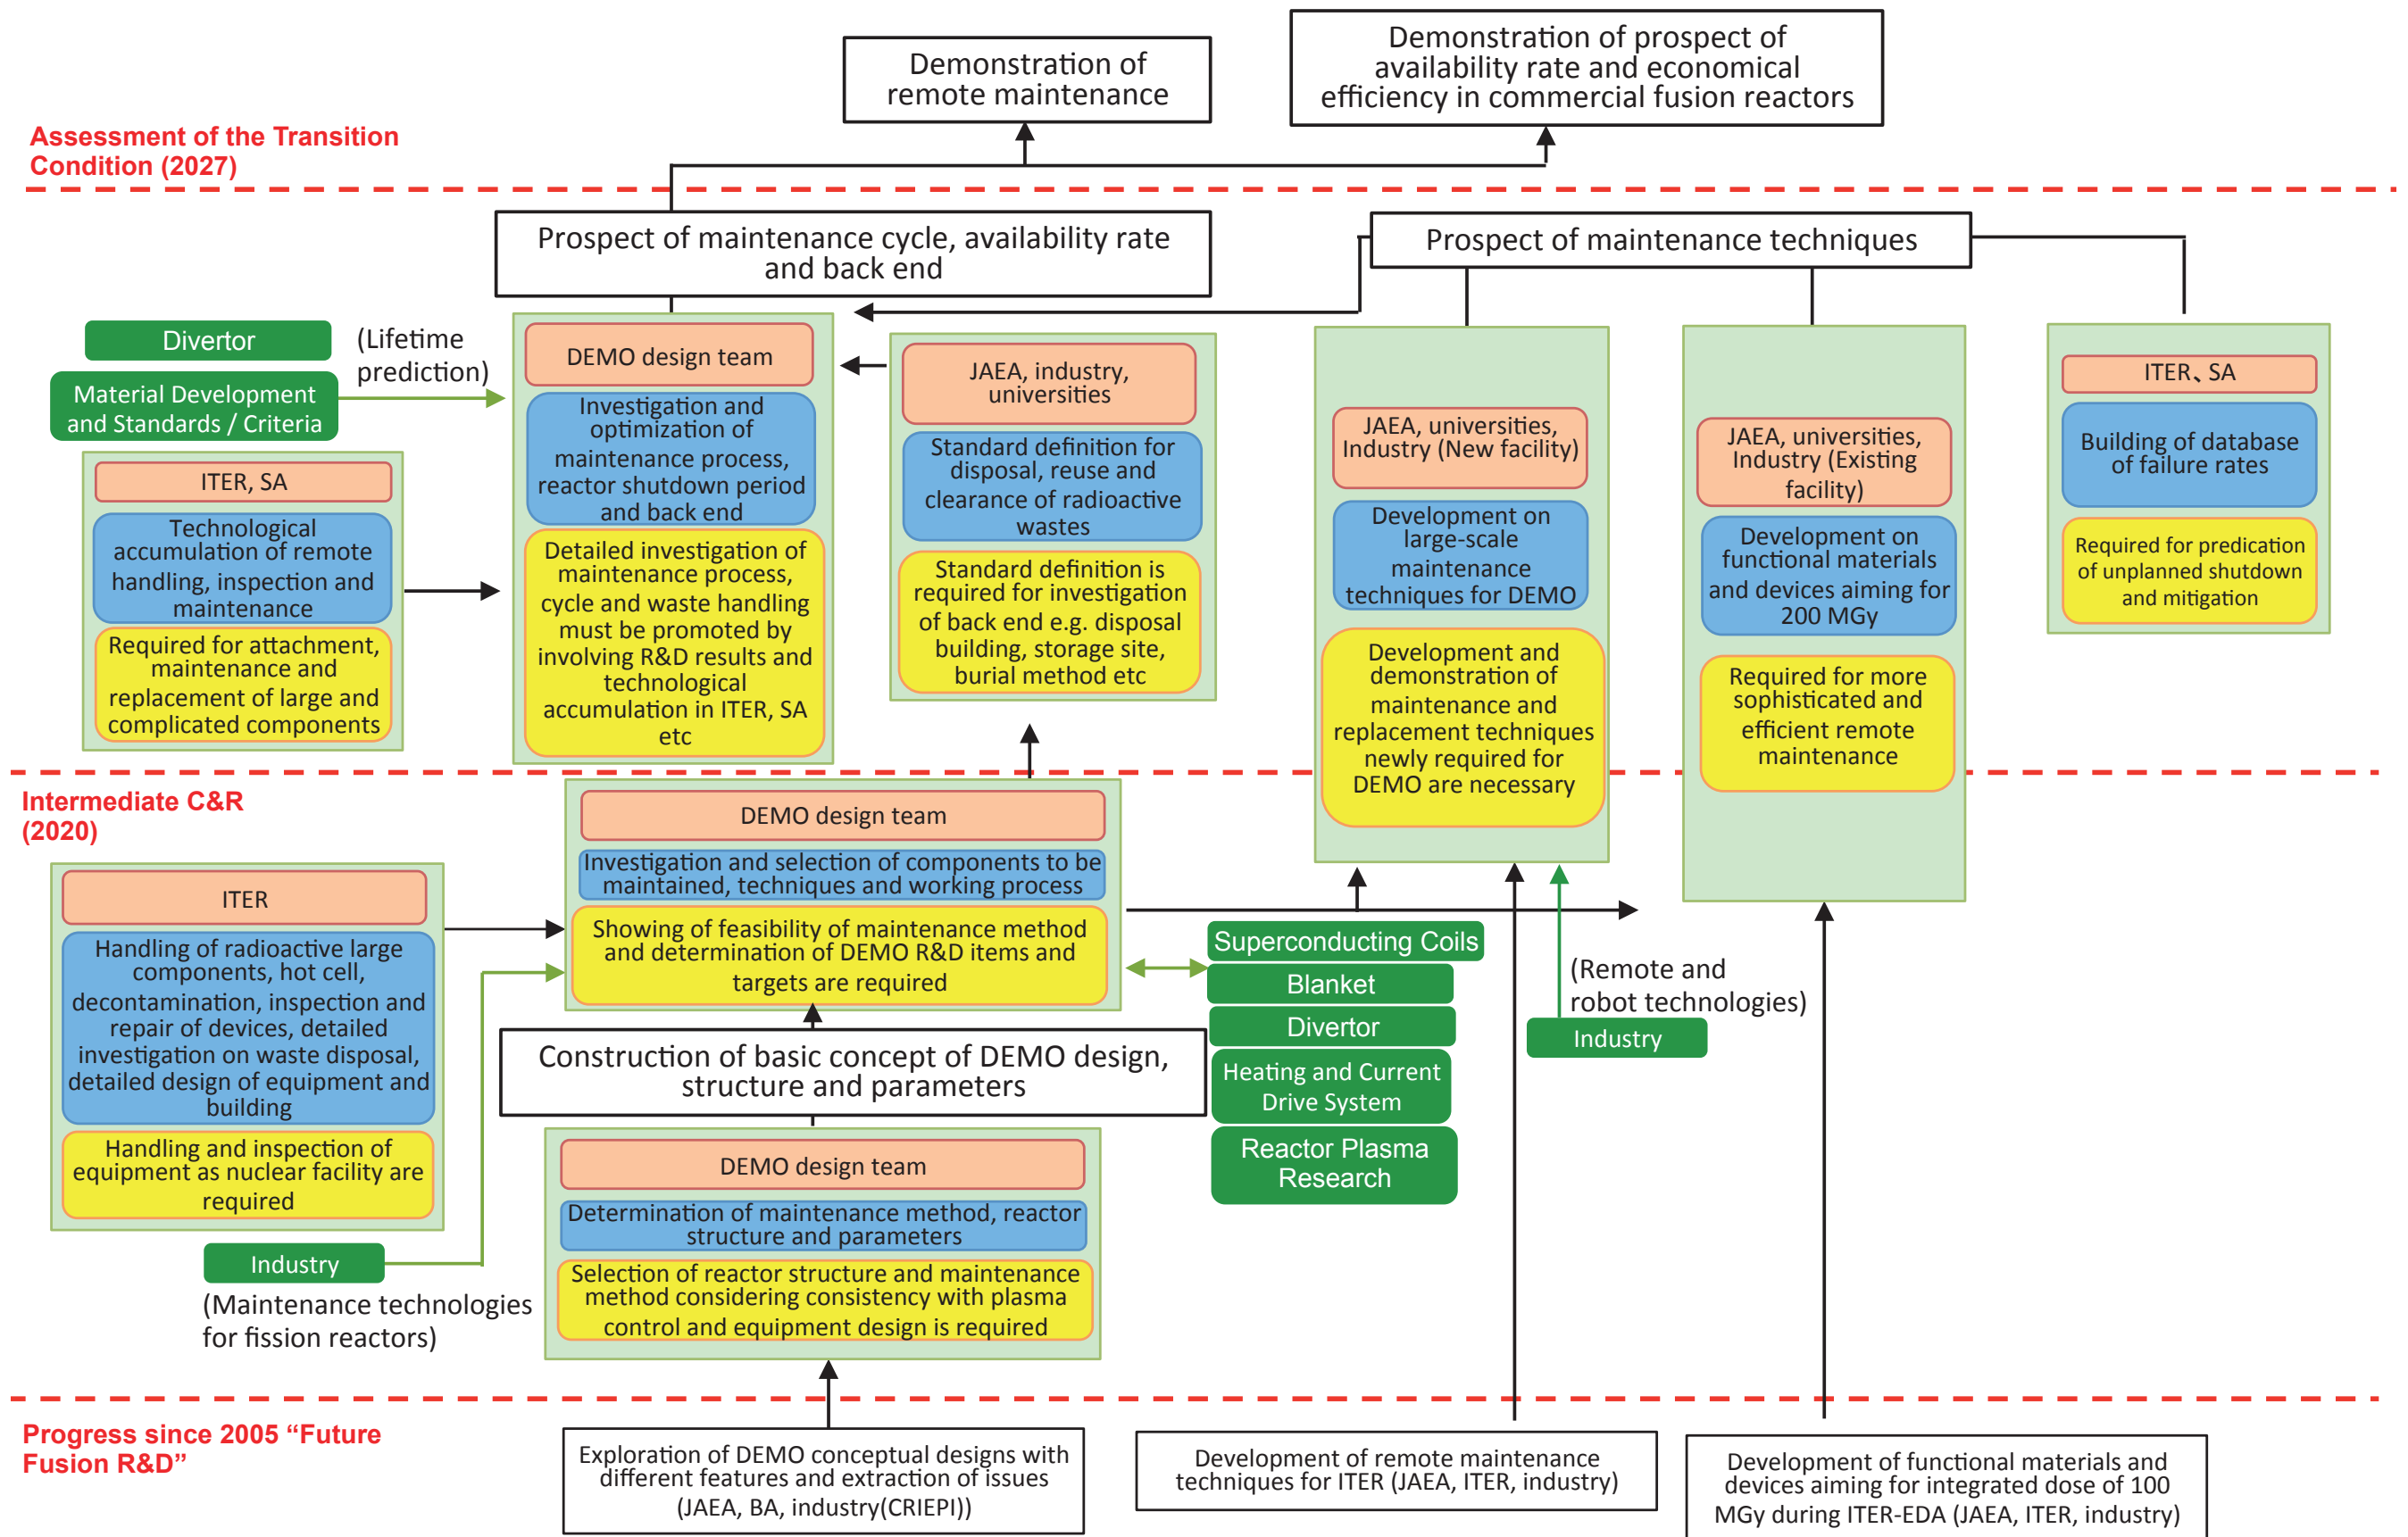 Demonstration of
remote maintenance
Demonstration of prospect of
availability rate and economical
efficiency in commercial fusion reactors
Assessment of the Transition
Condition (2027)
Prospect of maintenance cycle, availability rate
and back end
Prospect of maintenance techniques
Divertor
Material Development
and Standards / Criteria
(Lifetime
prediction)
ITER, SA
Technological
accumulation of remote
handling, inspection and
maintenance
Required for attachment,
maintenance and
replacement of large and
complicated components
DEMO design team
Investigation and
optimization of
maintenance process,
reactor shutdown period
and back end
Detailed investigation of
maintenance process,
cycle and waste handling
must be promoted by
involving R&D results and
technological
accumulation in ITER, SA
etc
JAEA, industry,
universities
Standard definition for
disposal, reuse and
clearance of radioactive
wastes
Standard definition is
required for investigation
of back end e.g. disposal
building, storage site,
burial method etc
JAEA, universities,
Industry (New facility)
Development on
large-scale
maintenance
techniques for DEMO
Development and
demonstration of
maintenance and
replacement techniques
newly required for
DEMO are necessary
JAEA, universities,
Industry (Existing
facility)
Development on
functional materials
and devices aiming for
200 MGy
Required for more
sophisticated and
efficient remote
maintenance
ITER、SA
Building of database
of failure rates
Required for predication
of unplanned shutdown
and mitigation
Intermediate C&R
(2020)
ITER
Handling of radioactive large
components, hot cell,
decontamination, inspection and
repair of devices, detailed
investigation on waste disposal,
detailed design of equipment and
building
Handling and inspection of
equipment as nuclear facility are
required
Industry
(Maintenance technologies
for fission reactors)
DEMO design team
Investigation and selection of components to be
maintained, techniques and working process
Showing of feasibility of maintenance method
and determination of DEMO R&D items and
targets are required
Construction of basic concept of DEMO design,
structure and parameters
DEMO design team
Determination of maintenance method, reactor
structure and parameters
Selection of reactor structure and maintenance
method considering consistency with plasma
control and equipment design is required
Superconducting Coils
Blanket
Divertor
Heating and Current
Drive System
Reactor Plasma
Research
(Remote and
robot technologies)
Industry
Progress since 2005 “Future
Fusion R&D”
Exploration of DEMO conceptual designs with
different features and extraction of issues
(JAEA, BA, industry(CRIEPI))
Development of remote maintenance
techniques for ITER (JAEA, ITER, industry)
Development of functional materials and
devices aiming for integrated dose of 100
MGy during ITER-EDA (JAEA, ITER, industry)